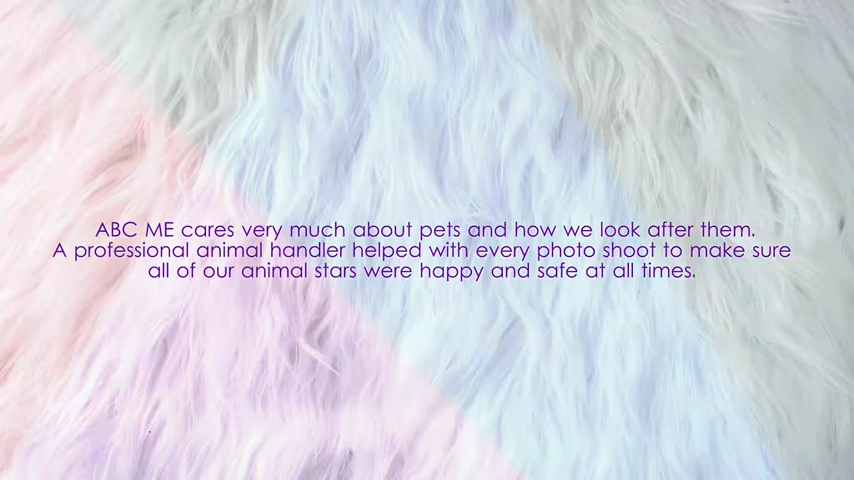 ABC ME cares very much about pets and how we look after them.
A professional animal handler helped with every photo shoot to make sure
all of our animal stars were happy and safe at all times.